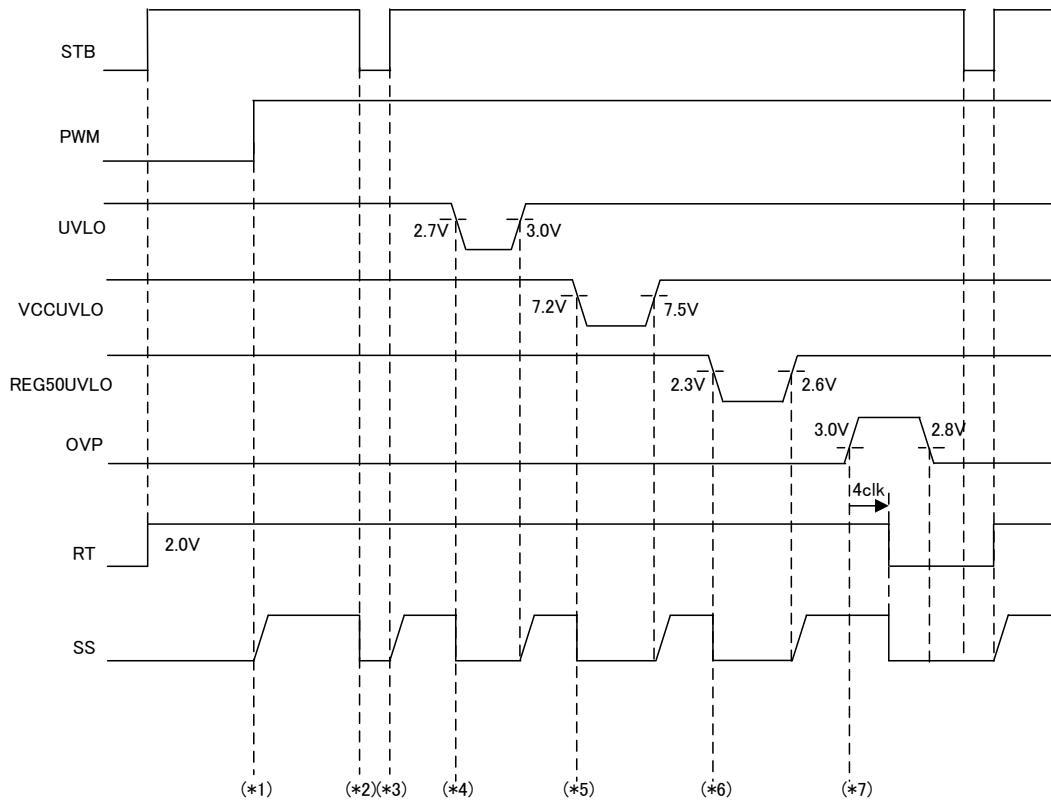 STB
PWM
UVLO
2.7V
3.0V
VCCUVLO
7.2V
7.5V
REG50UVLO
2.3V
2.6V
OVP
3.0V
2.8V
4clk
RT
2.0V
SS
(*1) (*2)(*3) (*4) (*5) (*6) (*7)